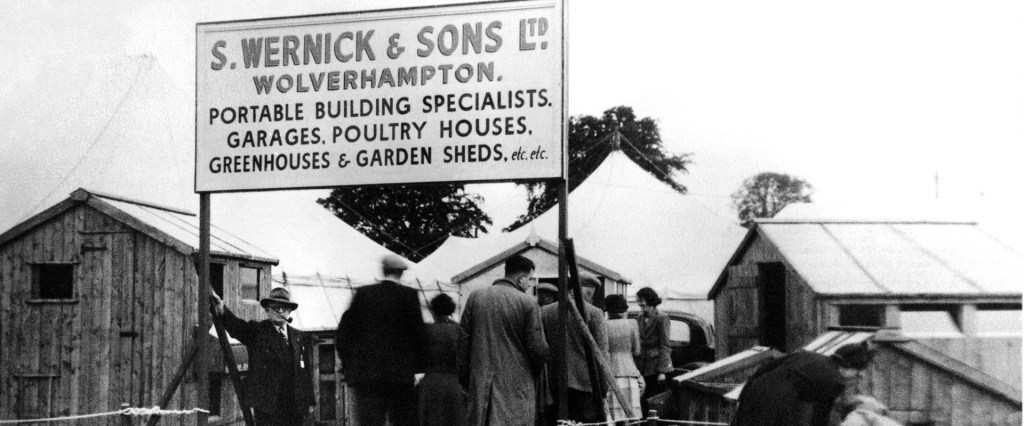 S. WERNICK & SONS LTD.
WOLVERHAMPTON.
PORTABLE BUILDING SPECIALISTS.
GARAGES, POULTRY HOUSES,
GREENHOUSES & GARDEN SHEDS, etc. etc.